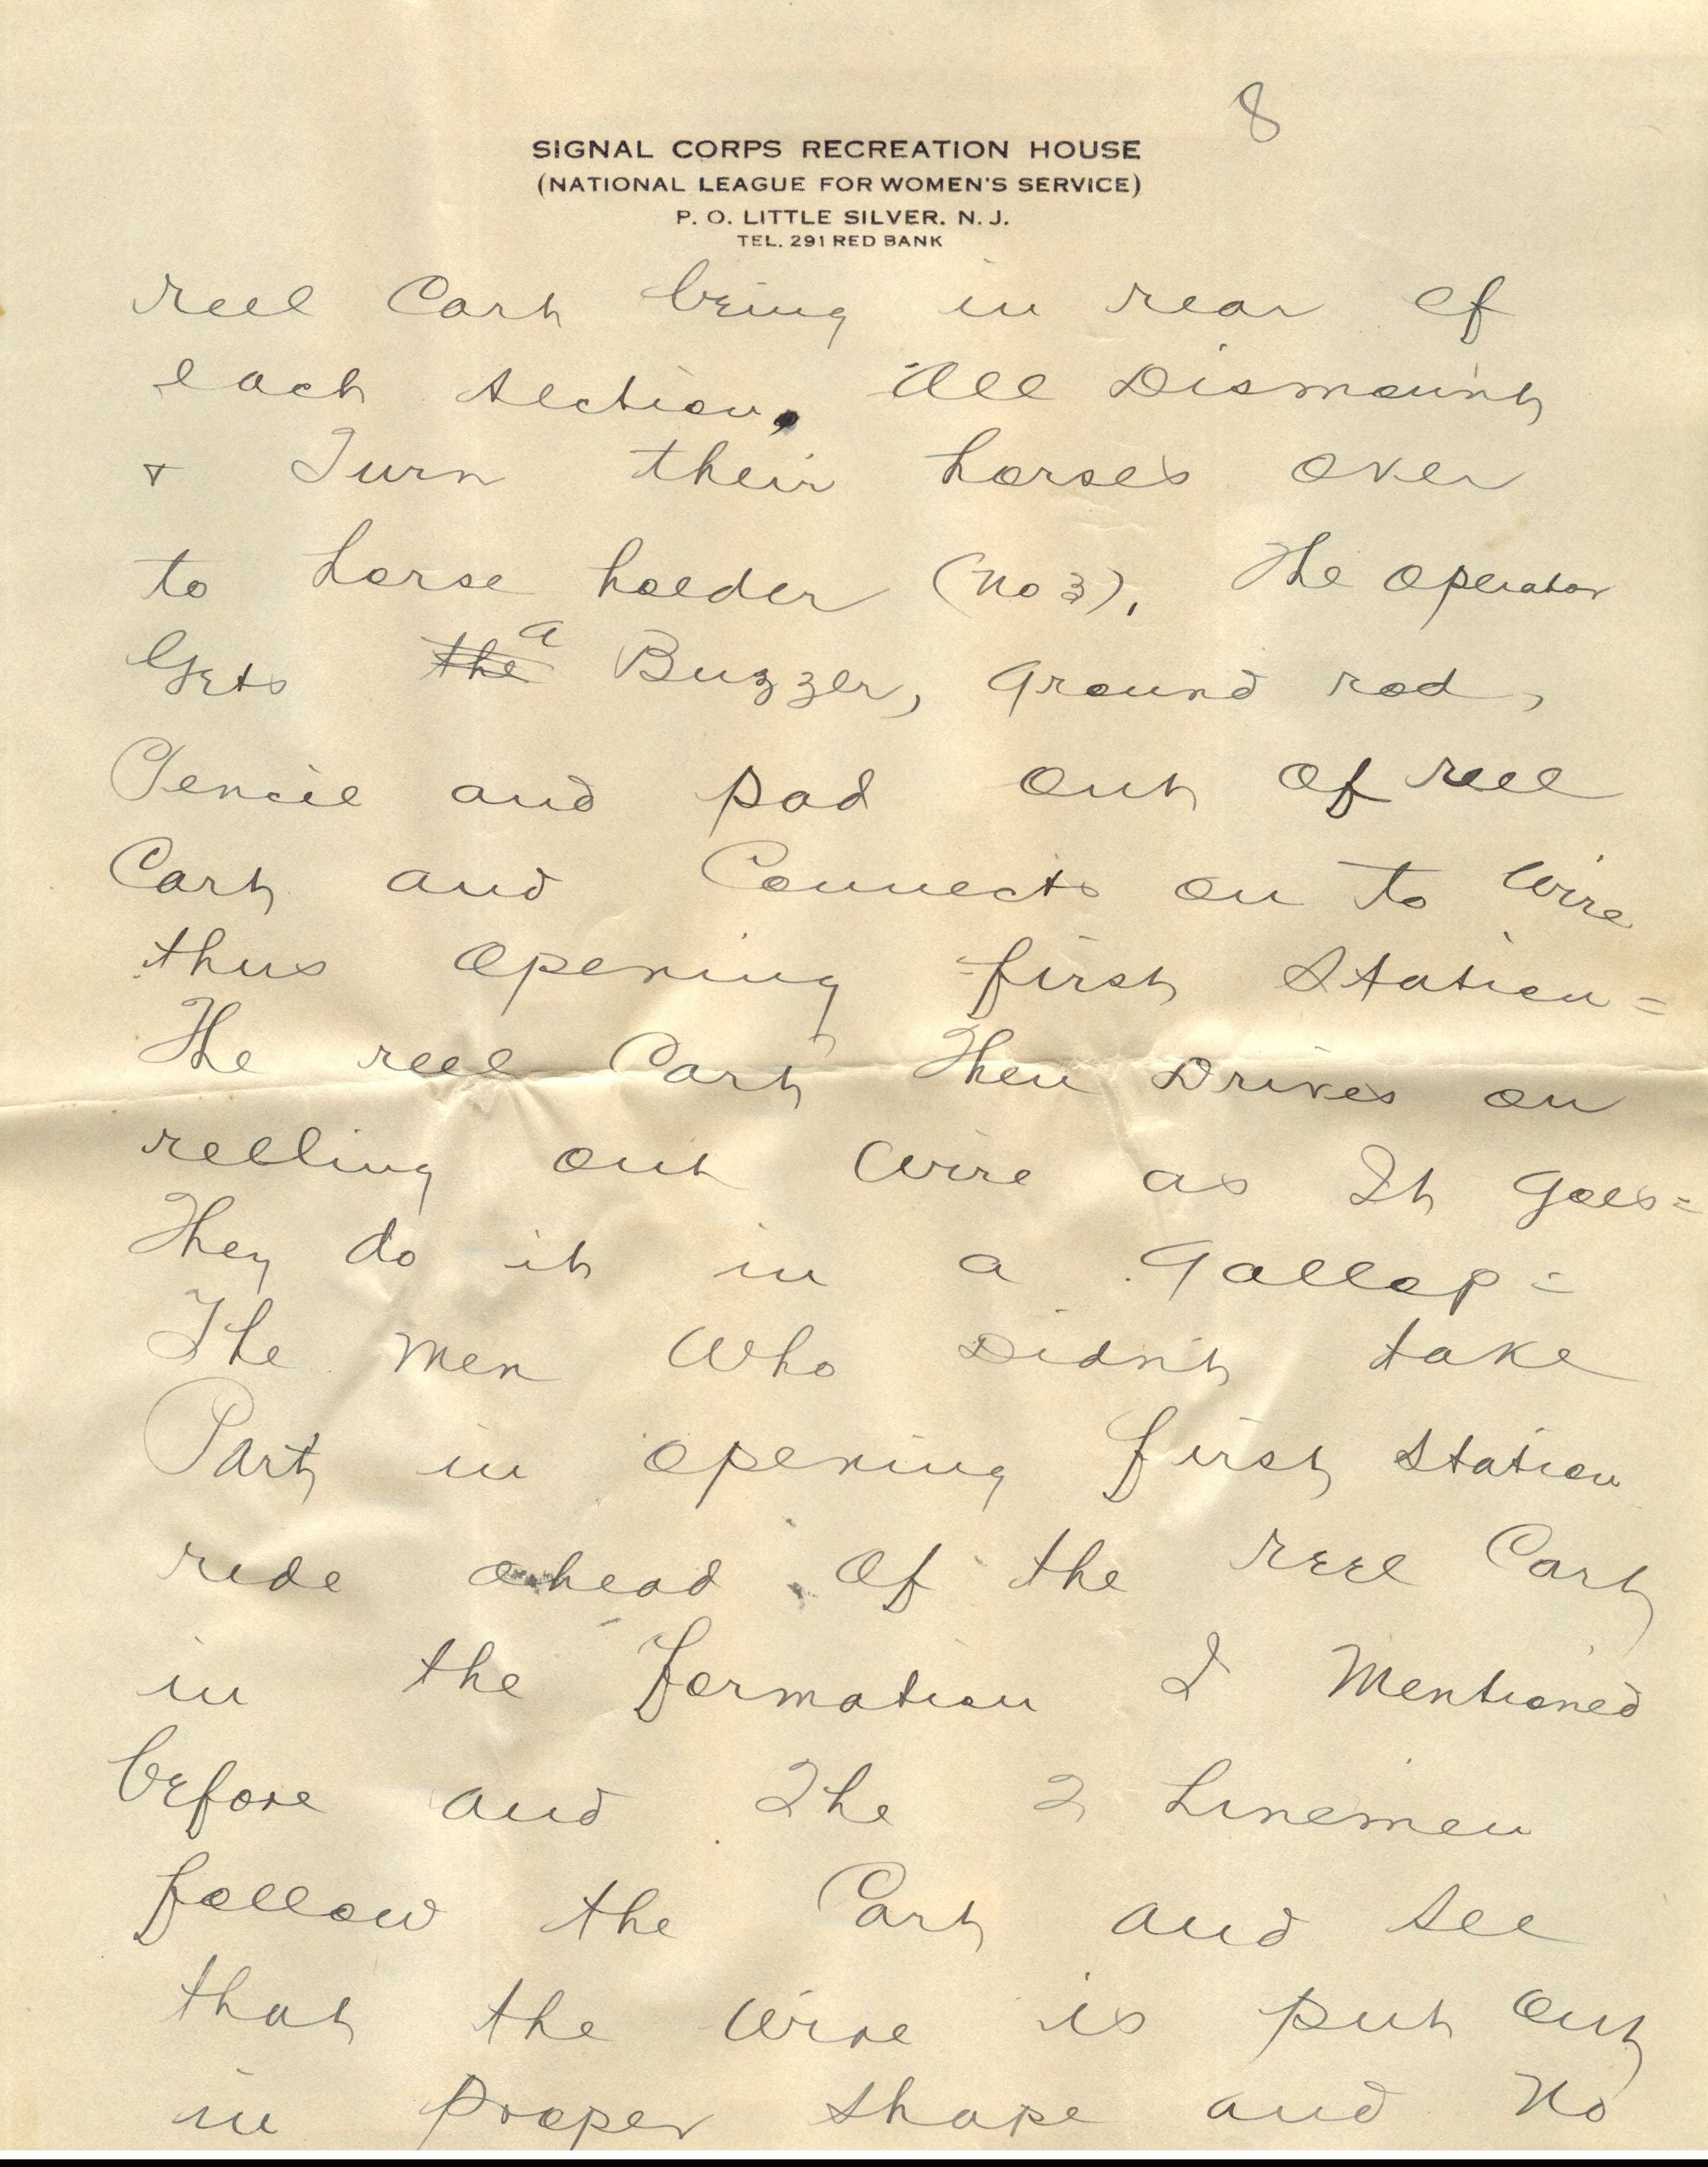 8
SIGNAL CORPS RECREATION HOUSE
(NATIONAL LEAGUE FOR WOMEN'S SERVICE)
P. O. LITTLE SILVER. N. J.
TEL. 291 RED BANK
reel Cart being in rear of
each section, All Dismount
+ Turn their horses over
to horse holder (No 3), The operator
Gets the a Buzzer, Ground rod,
Pencil and pad out of reel
Cart and Connects on to Wire
thus opening first station =
The reel Cart Then Drives on
reeling out Wire as It Goes =
They do it in a Gallop =
The men Who Didn't take
Part in opening first station
ride ahead of the reel Cart
in the formation I Mentioned
before and The 2 Linemen
follow the Cart and see
that the Wire is put out
in proper shape and No